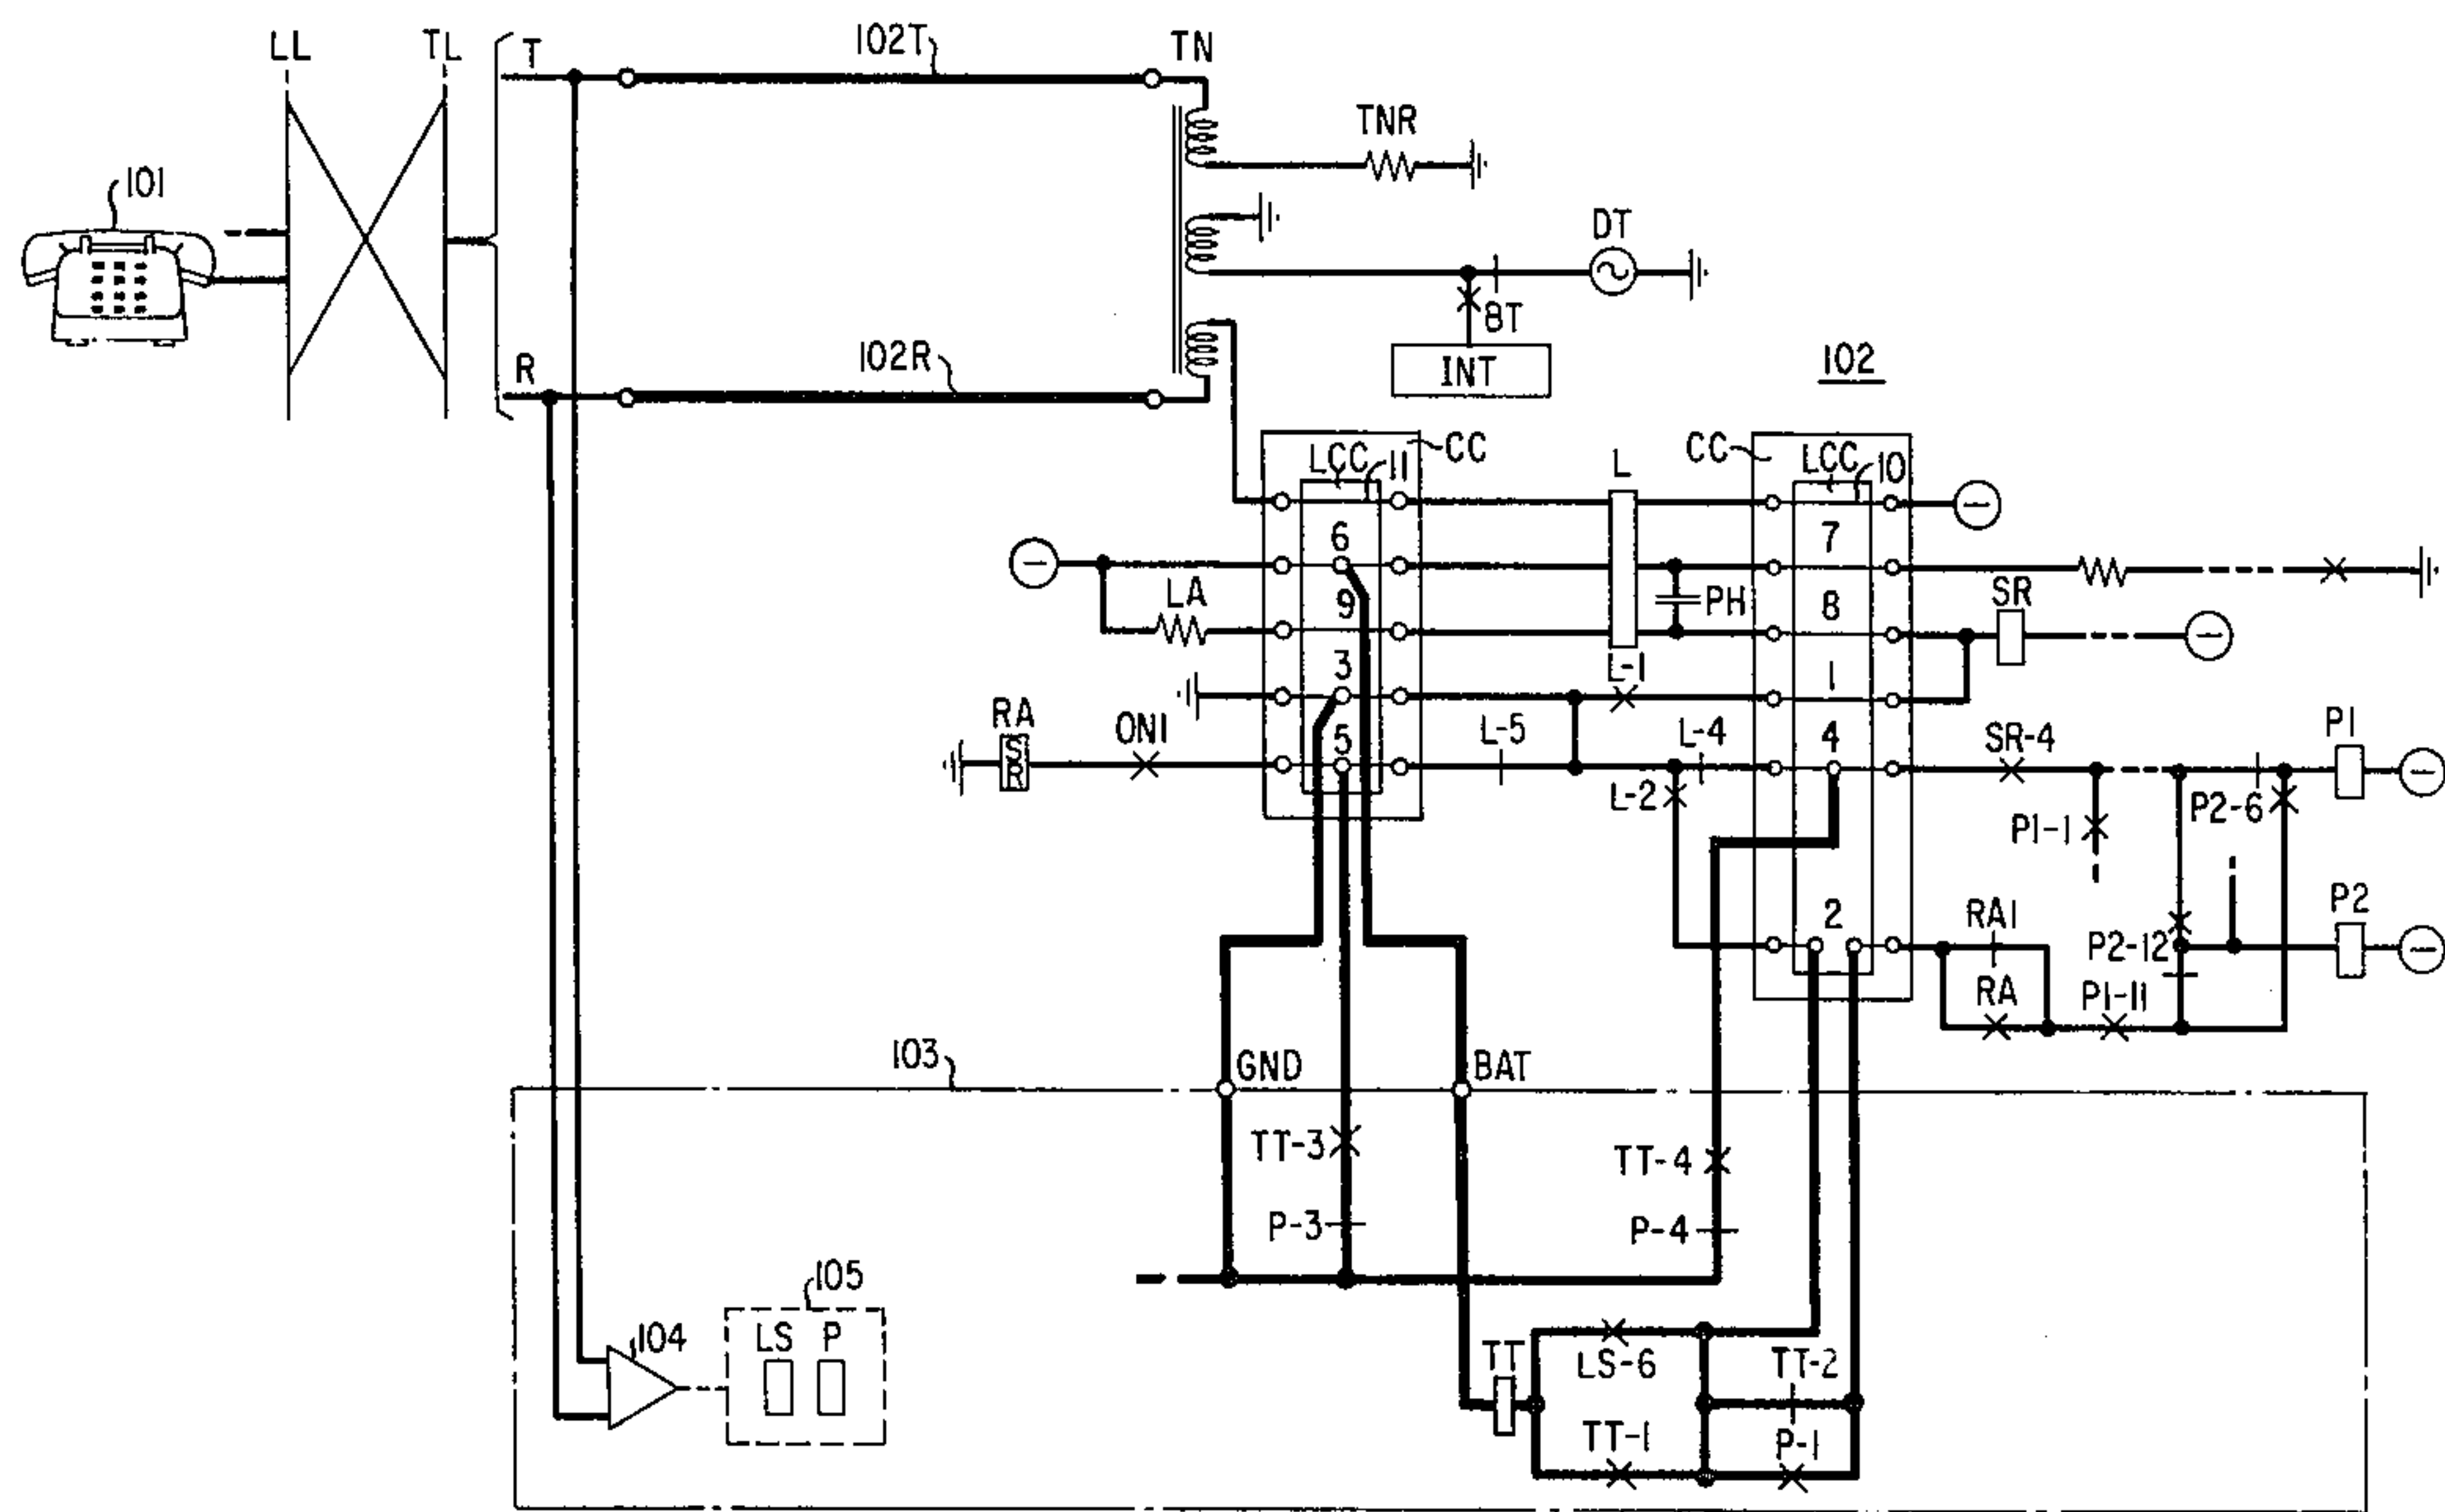 LL
TL
T
102T
TN
TNR
101
DT
8T
INT
R
102R
102
CC
LCC
11
L
CC
LCC
10
6
7
LA
9
PH
8
SR
3
L-1
1
RA
S
R
ON1
5
L-5
L-4
4
SR-4
P1
L-2
P2-6
P1-1
2
RA1
P2
P2-12
RA
P1-11
103
GND
BAT
TT-3
TT-4
P-3
P-4
105
LS
P
104
TT
LS-6
TT-2
TT-1
P-1